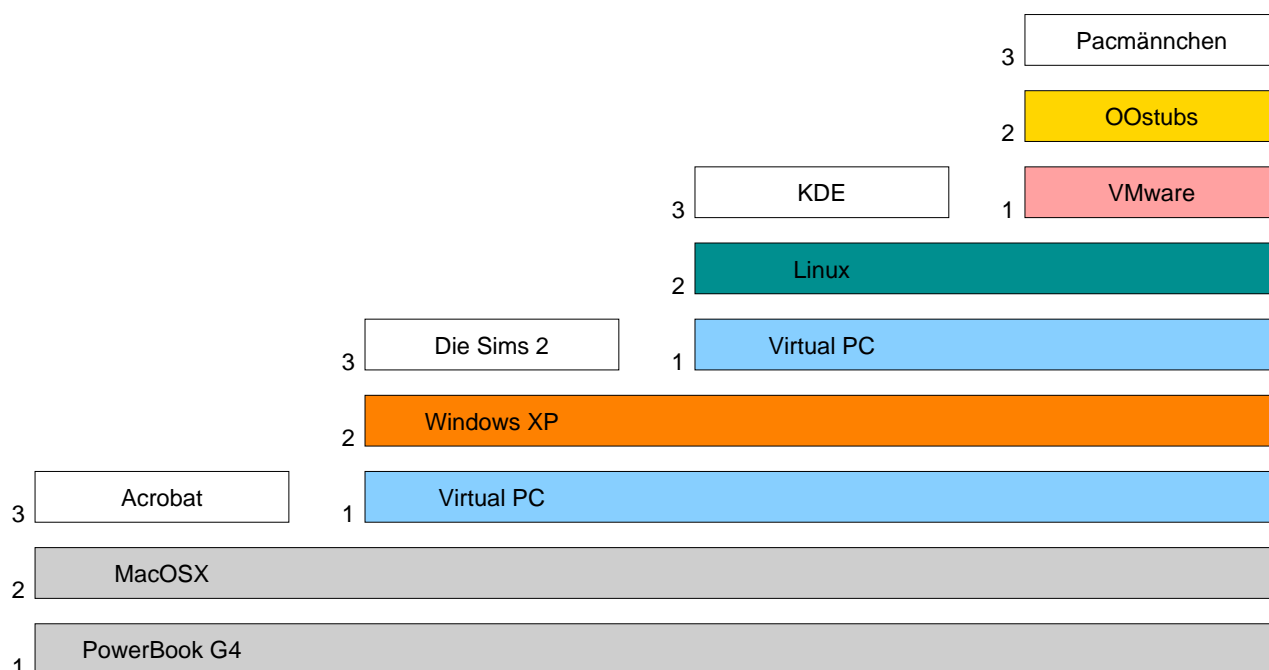 3 Pacmännchen
2 OOstubs
3 KDE 1 VMware
2 Linux
3 Die Sims 2 1 Virtual PC
2 Windows XP
3 Acrobat 1 Virtual PC
2 MacOSX
1 PowerBook G4